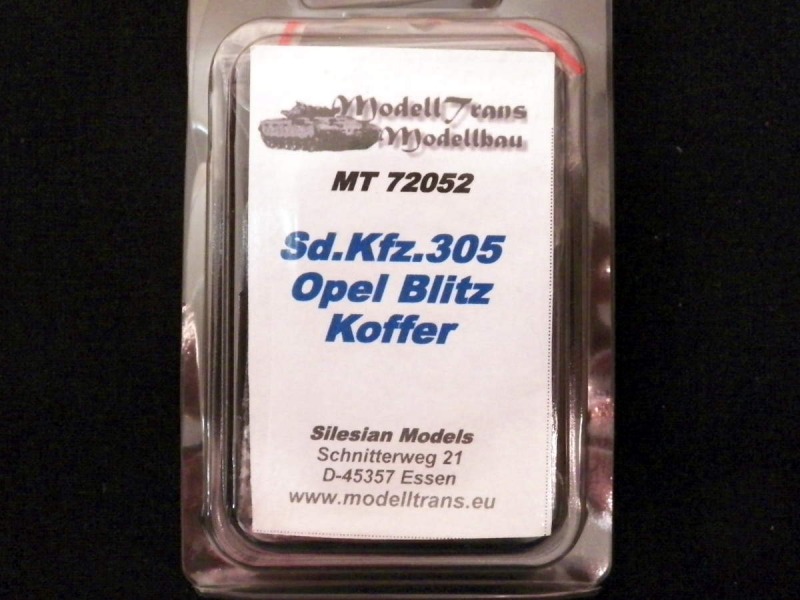 ModellTrans
Modellbau
MT 72052
Sd.Kfz.305
Opel Blitz
Koffer
Silesian Models
Schnitterweg 21
D-45357 Essen
www.modelltrans.eu